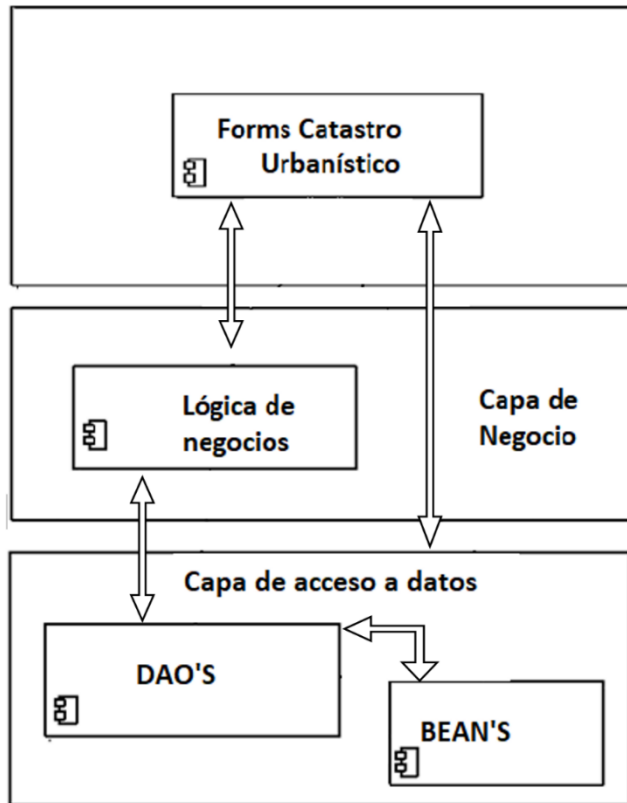 Forms Catastro
Urbanístico
Lógica de
negocios
Capa de
Negocio
Capa de acceso a datos
DAO'S
BEAN'S